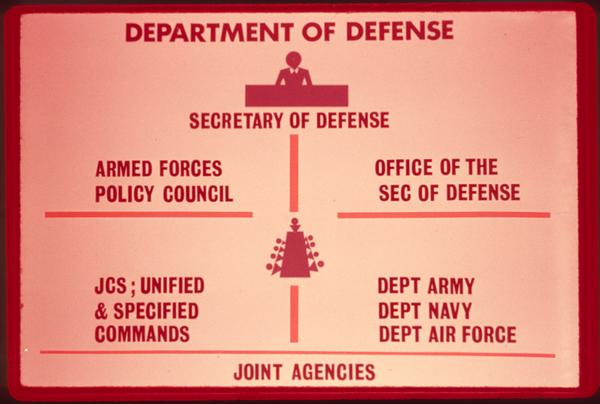 DEPARTMENT OF DEFENSE
SECRETARY OF DEFENSE
ARMED FORCES
POLICY COUNCIL
OFFICE OF THE
SEC OF DEFENSE
JCS; UNIFIED
& SPECIFIED
COMMANDS
DEPT ARMY
DEPT NAVY
DEPT AIR FORCE
JOINT AGENCIES